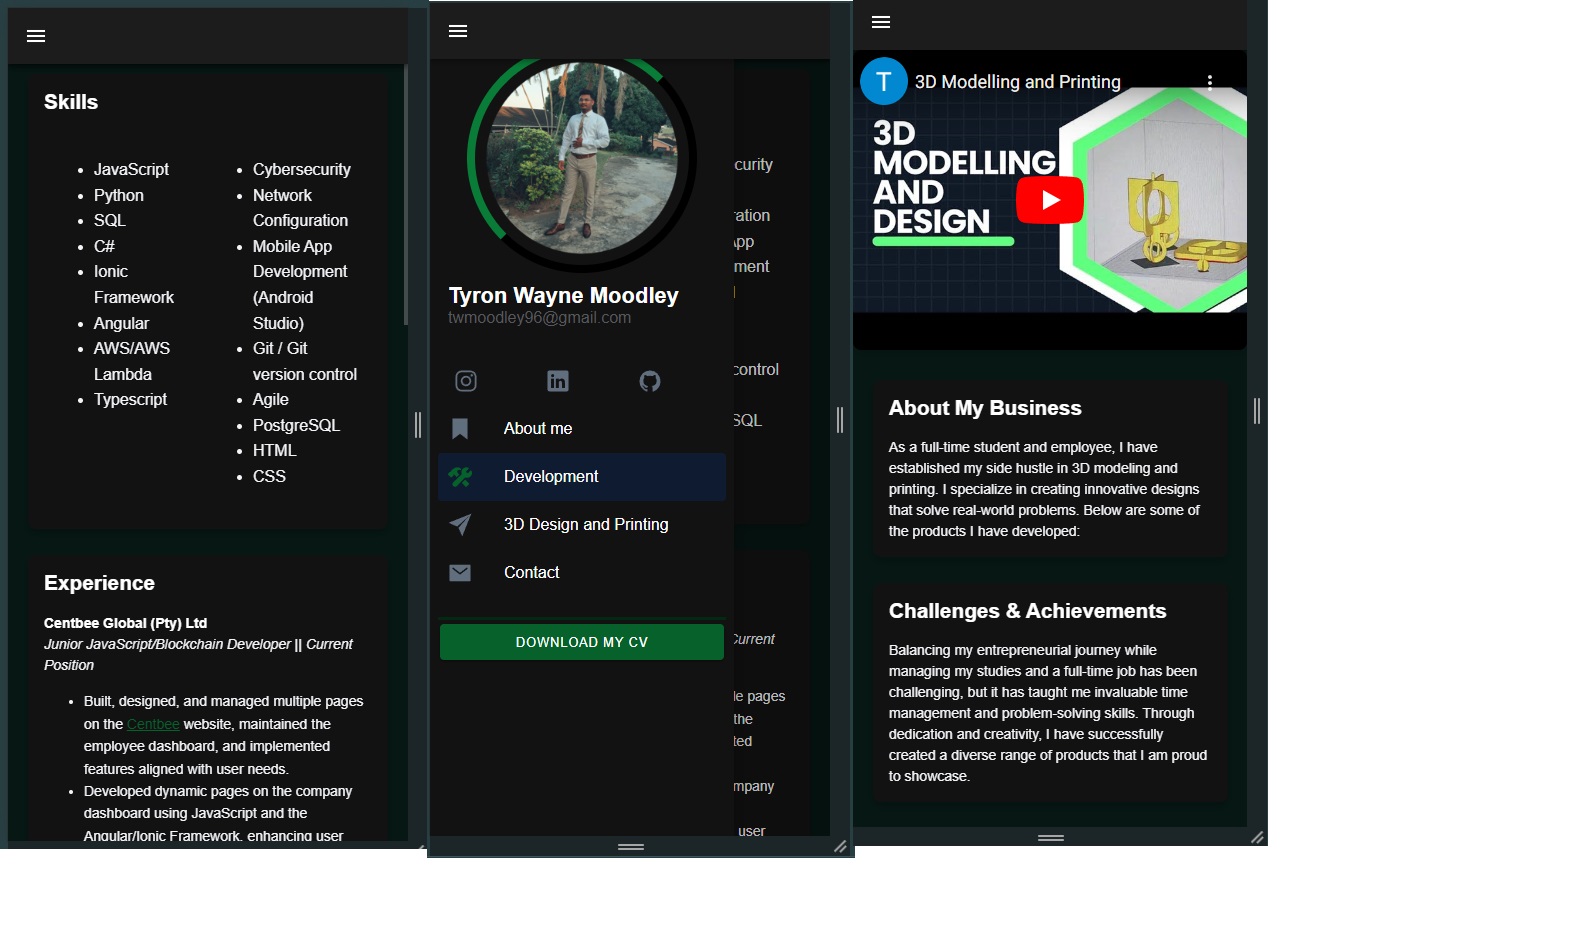 Skills
JavaScript
Python
SQL
C#
Ionic
Framework
Angular
AWS/AWS
Lambda
Typescript
Cybersecurity
Network
Configuration
Mobile App
Development
(Android
Studio)
Git / Git
version control
Agile
PostgreSQL
HTML
CSS
Experience
Centbee Global (Pty) Ltd
Junior JavaScript/Blockchain Developer || Current
Position
Built, designed, and managed multiple pages
on the Centbee website, maintained the
employee dashboard, and implemented
features aligned with user needs.
Developed dynamic pages on the company
dashboard using JavaScript and the
Angular/Ionic Framework, enhancing user
Tyron Wayne Moodley
twmoodley96@gmail.com
About me
Development
3D Design and Printing
Contact
DOWNLOAD MY CV
curity
ration
App
ment
control
SQL
Current
le pages
the
ted
mpany
user
T
3D Modelling and Printing
3D
MODELLING
AND
DESIGN
About My Business
As a full-time student and employee, I have
established my side hustle in 3D modeling and
printing. I specialize in creating innovative designs
that solve real-world problems. Below are some of
the products I have developed:
Challenges & Achievements
Balancing my entrepreneurial journey while
managing my studies and a full-time job has been
challenging, but it has taught me invaluable time
management and problem-solving skills. Through
dedication and creativity, I have successfully
created a diverse range of products that I am proud
to showcase.